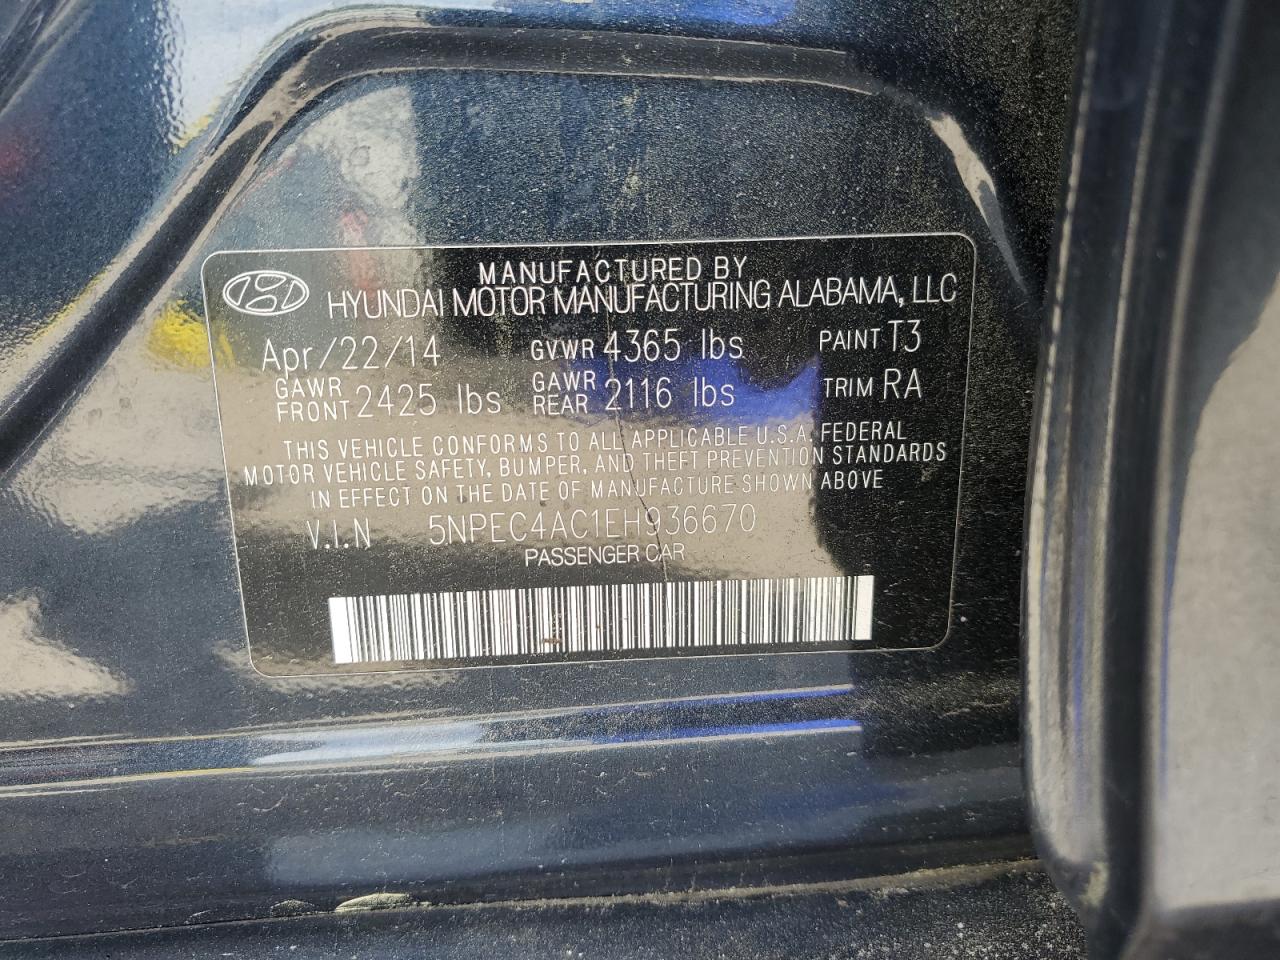 MANUFACTURED BY
HYUNDAI MOTOR MANUFACTURING ALABAMA, LLC
Apr/22/14 GVWR 4365 lbs PAINT T3
GAWR FRONT 2425 lbs GAWR REAR 2116 lbs TRIM RA
THIS VEHICLE CONFORMS TO ALL APPLICABLE U.S.A. FEDERAL
MOTOR VEHICLE SAFETY, BUMPER, AND THEFT PREVENTION STANDARDS
IN EFFECT ON THE DATE OF MANUFACTURE SHOWN ABOVE
V.I.N 5NPEC4AC1EH936670
PASSENGER CAR